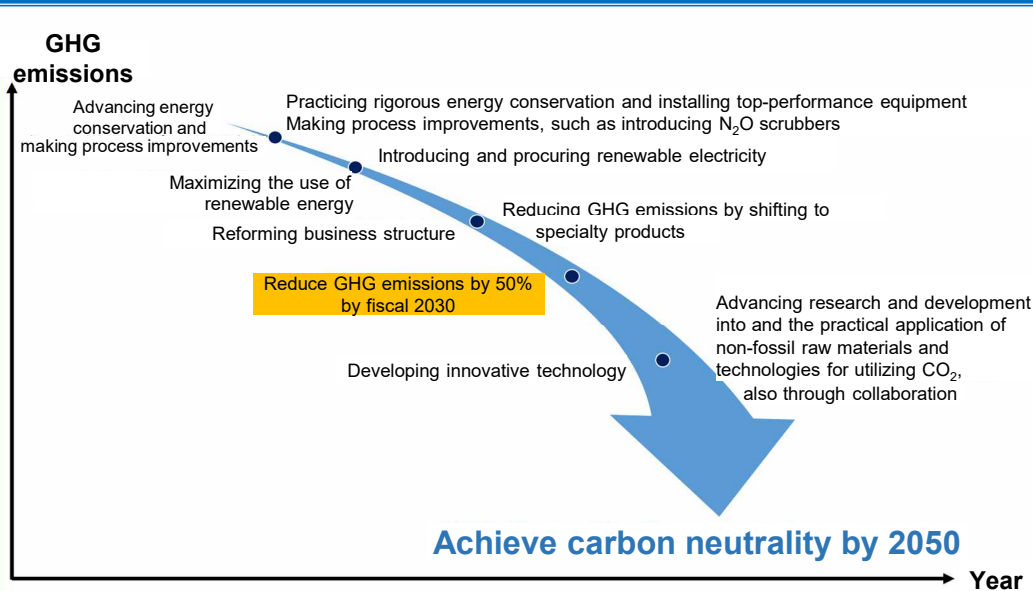 GHG
emissions
Advancing energy
conservation and
making process improvements
Practicing rigorous energy conservation and installing top-performance equipment
Making process improvements, such as introducing N₂O scrubbers
Introducing and procuring renewable electricity
Maximizing the use of
renewable energy
Reducing GHG emissions by shifting to
specialty products
Reforming business structure
Reduce GHG emissions by 50%
by fiscal 2030
Advancing research and development
into and the practical application of
non-fossil raw materials and
technologies for utilizing CO₂,
also through collaboration
Developing innovative technology
Achieve carbon neutrality by 2050
Year